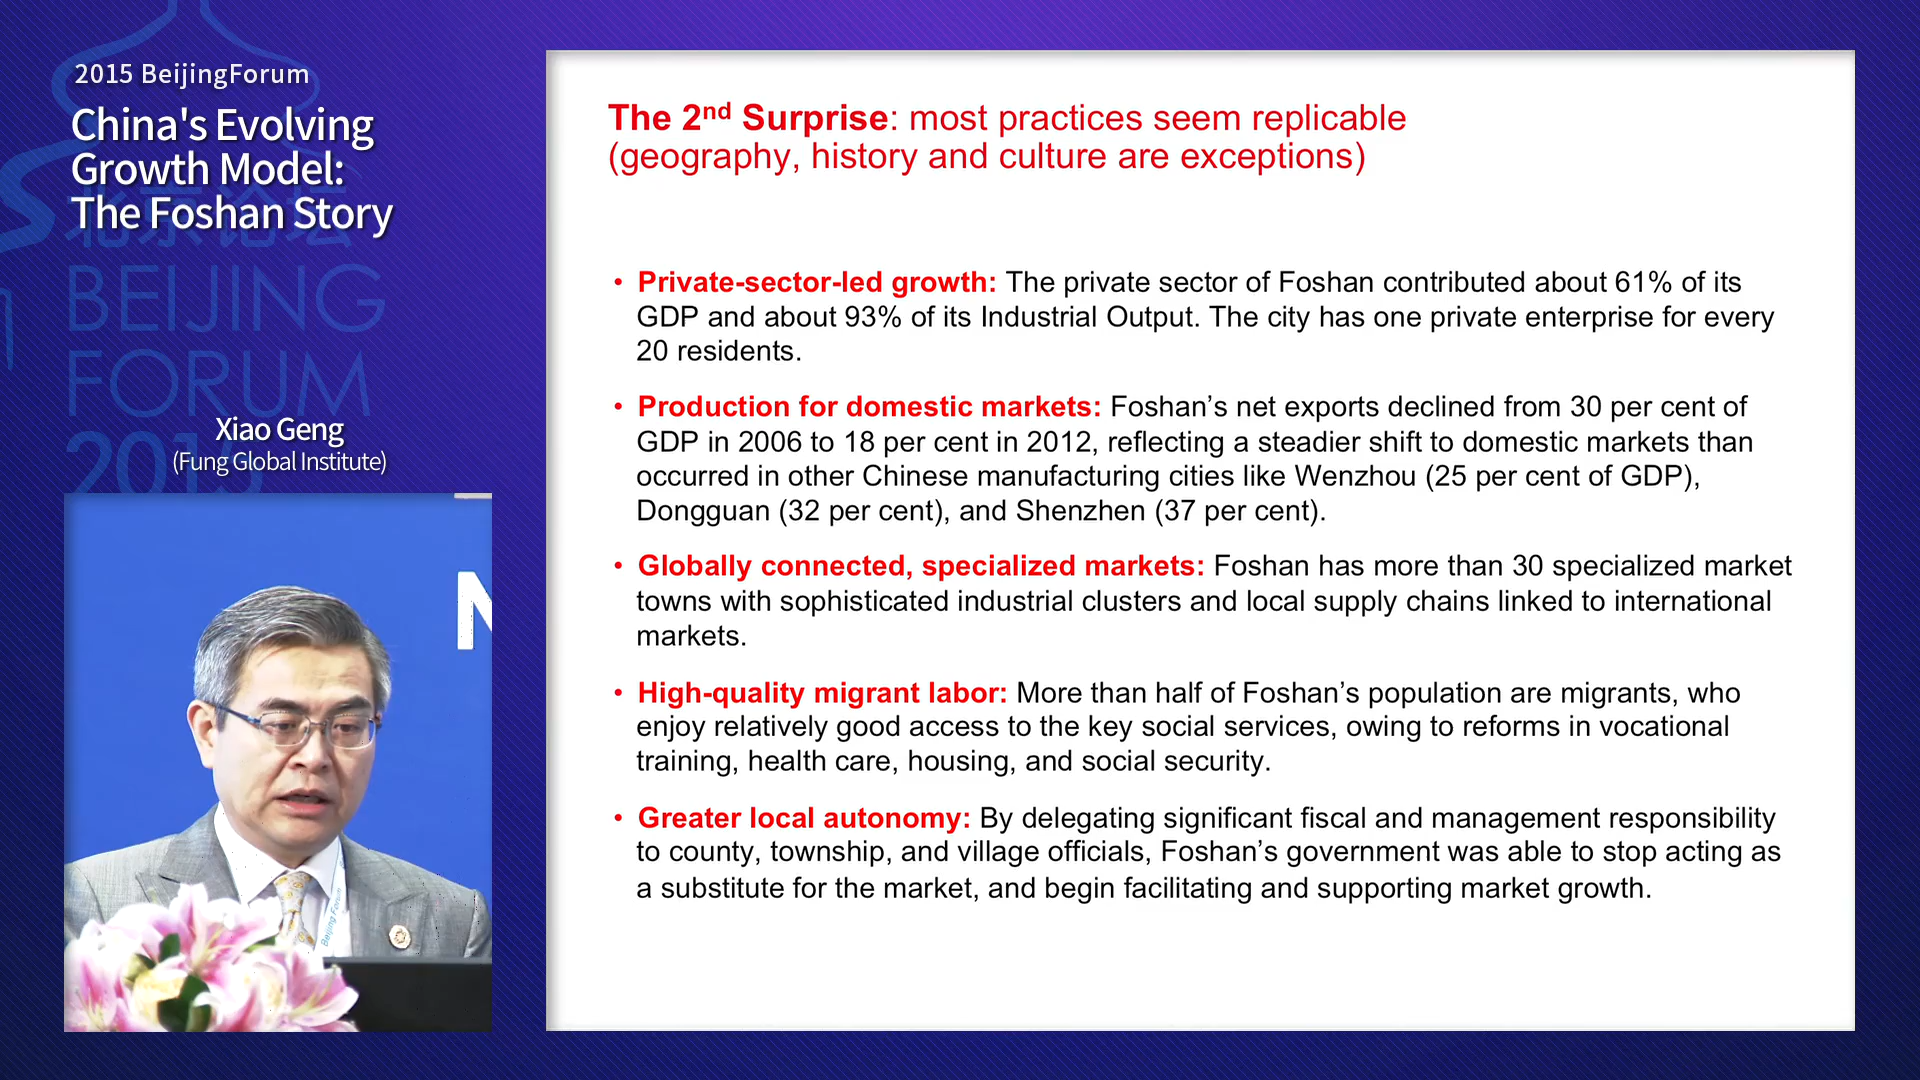 2015 BeijingForum
China's Evolving
Growth Model:
The Foshan Story
北京论坛
BEIJING
FORUM
2015
Xiao Geng
(Fung Global Institute)
N
Beijing Forum
The 2nd Surprise: most practices seem replicable
(geography, history and culture are exceptions)
• Private-sector-led growth: The private sector of Foshan contributed about 61% of its
GDP and about 93% of its Industrial Output. The city has one private enterprise for every
20 residents.
• Production for domestic markets: Foshan’s net exports declined from 30 per cent of
GDP in 2006 to 18 per cent in 2012, reflecting a steadier shift to domestic markets than
occurred in other Chinese manufacturing cities like Wenzhou (25 per cent of GDP),
Dongguan (32 per cent), and Shenzhen (37 per cent).
• Globally connected, specialized markets: Foshan has more than 30 specialized market
towns with sophisticated industrial clusters and local supply chains linked to international
markets.
• High-quality migrant labor: More than half of Foshan’s population are migrants, who
enjoy relatively good access to the key social services, owing to reforms in vocational
training, health care, housing, and social security.
• Greater local autonomy: By delegating significant fiscal and management responsibility
to county, township, and village officials, Foshan’s government was able to stop acting as
a substitute for the market, and begin facilitating and supporting market growth.